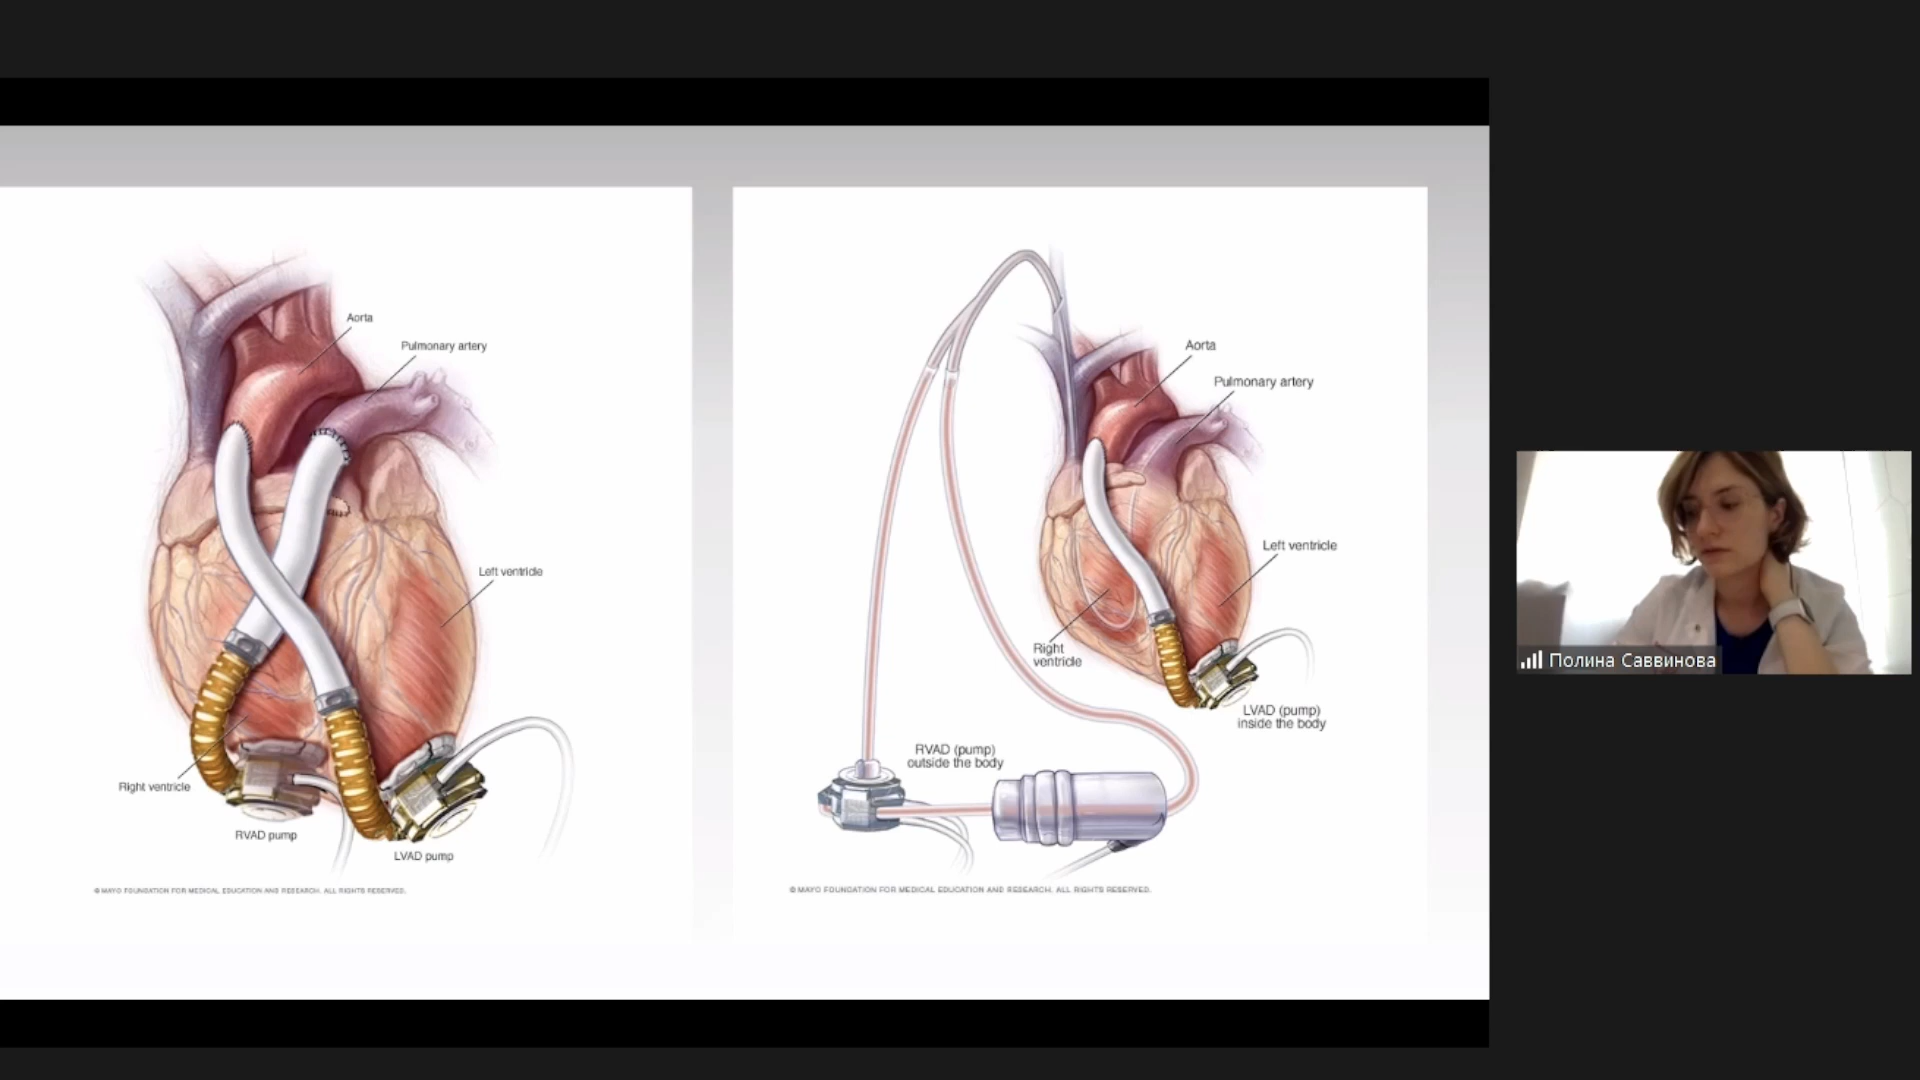 Aorta
Pulmonary artery
Left ventricle
Right ventricle
RVAD pump
LVAD pump
© MAYO FOUNDATION FOR MEDICAL EDUCATION AND RESEARCH. ALL RIGHTS RESERVED.
Aorta
Pulmonary artery
Left ventricle
Right
ventricle
LVAD (pump)
inside the body
RVAD (pump)
outside the body
© MAYO FOUNDATION FOR MEDICAL EDUCATION AND RESEARCH. ALL RIGHTS RESERVED.
Полина Саввинова